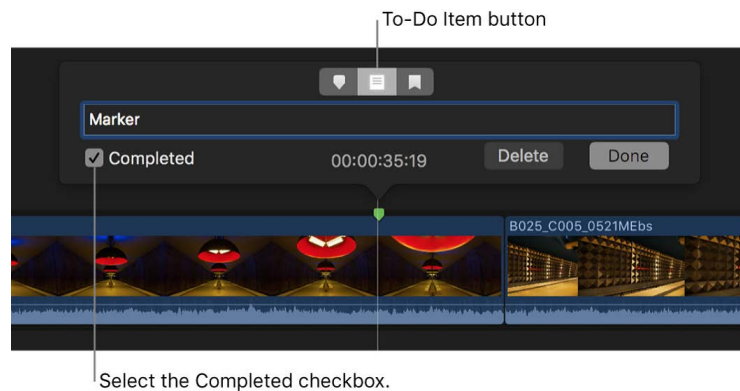 To-Do Item button
Marker
Completed
00:00:35:19
Delete
Done
B025_C005_0521MEbs
Select the Completed checkbox.